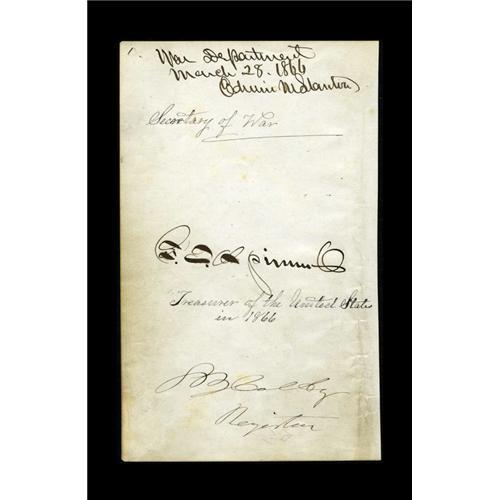 War Department
March 28. 1866
Edwin M Stanton
Secretary of War
F. E. Spinner
Treasurer of the United States
in 1866
S B Colby
Register